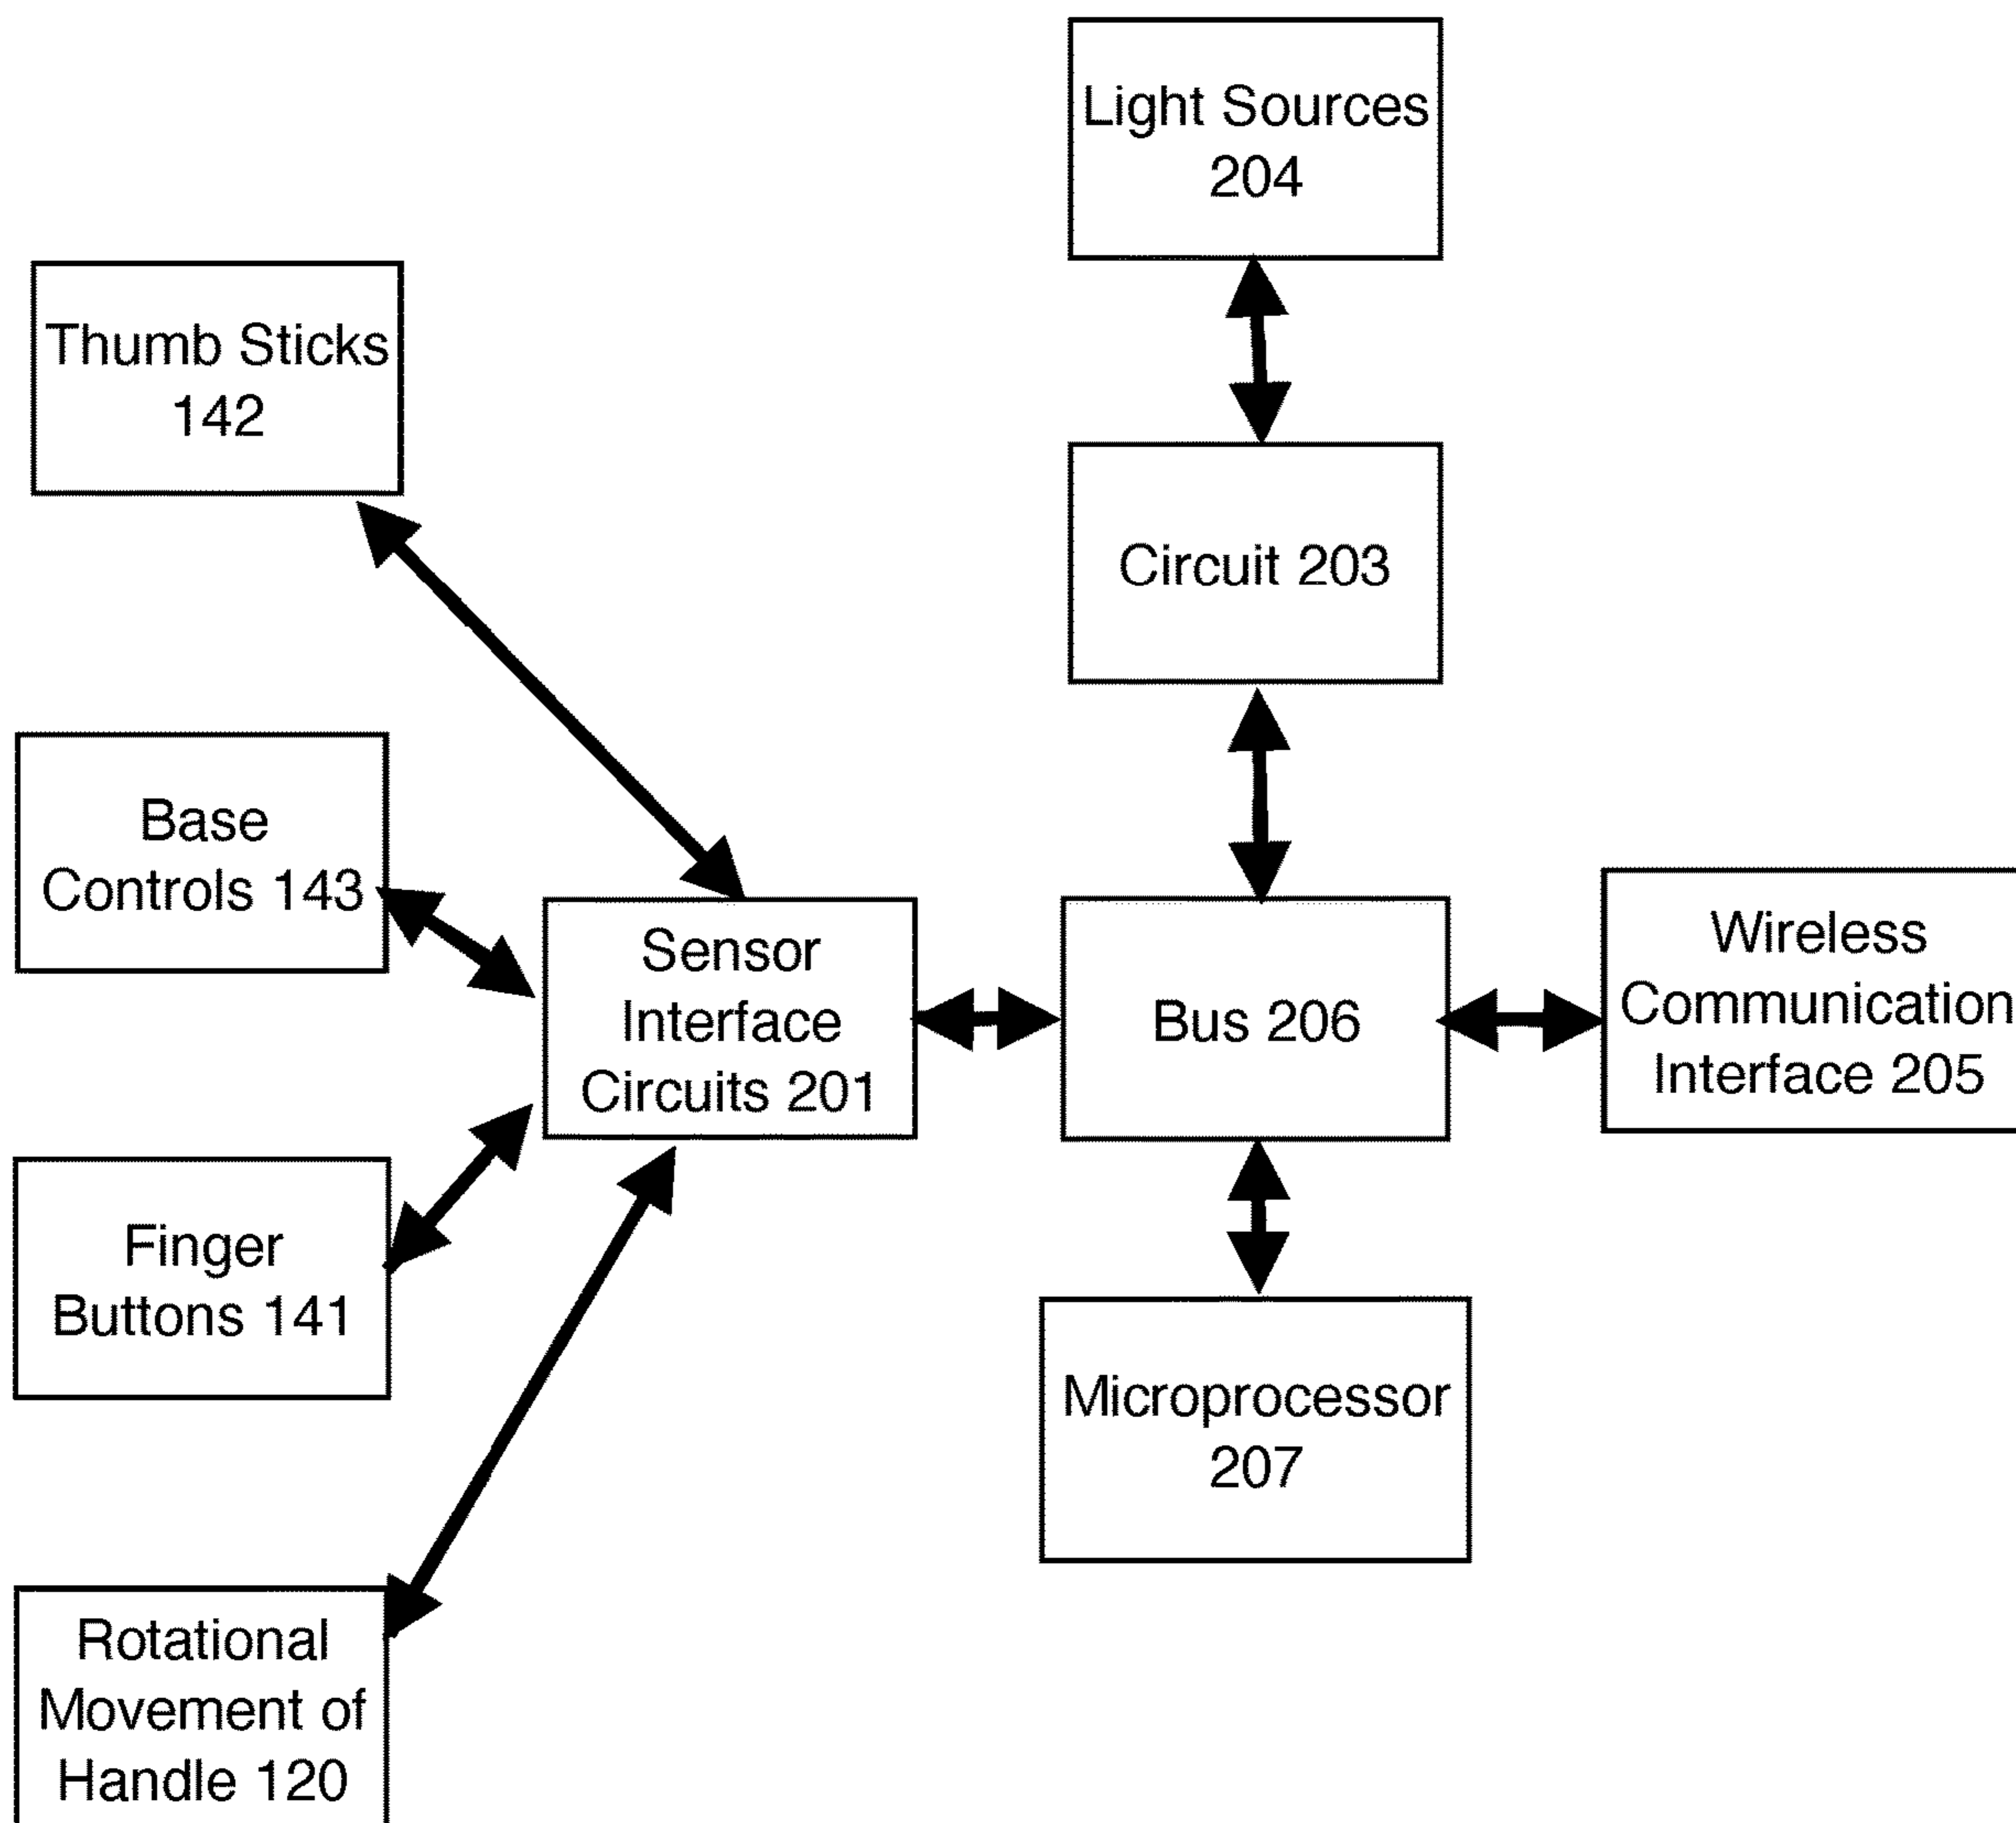 Light Sources
204
Thumb Sticks
142
Circuit 203
Base
Controls 143
Sensor
Interface
Circuits 201
Bus 206
Wireless
Communication
Interface 205
Finger
Buttons 141
Microprocessor
207
Rotational
Movement of
Handle 120